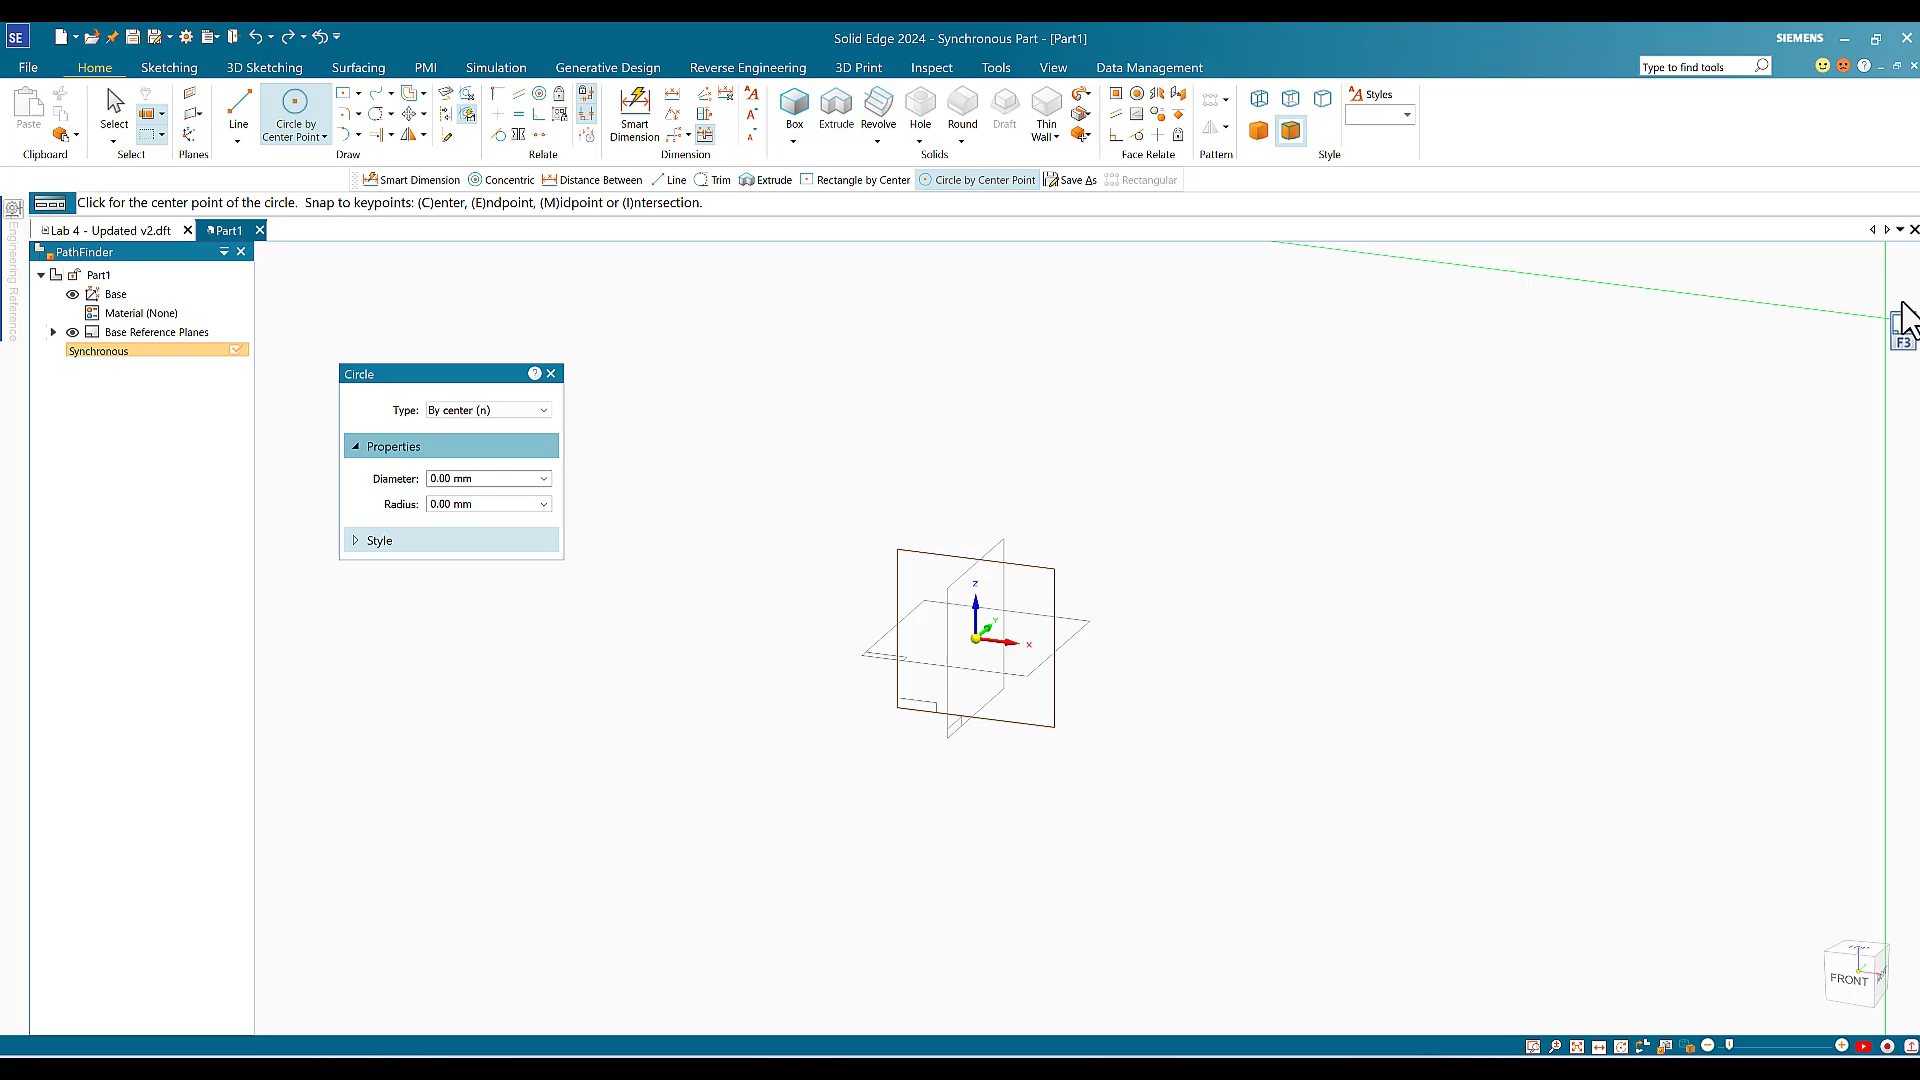 SE
Solid Edge 2024 - Synchronous Part - [Part1]
SIEMENS
File
Home
Sketching
3D Sketching
Surfacing
PMI
Simulation
Generative Design
Reverse Engineering
3D Print
Inspect
Tools
View
Data Management
Type to find tools
Paste
Clipboard
Select
Select
Planes
Line
Circle by
Center Point
Draw
Relate
Smart
Dimension
Dimension
Box
Extrude
Revolve
Hole
Round
Draft
Thin
Wall
Solids
Face Relate
Pattern
Styles
Style
Smart Dimension
Concentric
Distance Between
Line
Trim
Extrude
Rectangle by Center
Circle by Center Point
Save As
Rectangular
Click for the center point of the circle. Snap to keypoints: (C)enter, (E)ndpoint, (M)idpoint or (I)ntersection.
Engineering Reference
Lab 4 - Updated v2.dft
Part1
PathFinder
Part1
Base
Material (None)
Base Reference Planes
Synchronous
F3
Circle
Type: By center (n)
Properties
Diameter: 0.00 mm
Radius: 0.00 mm
Style
Z
Y
X
FRONT